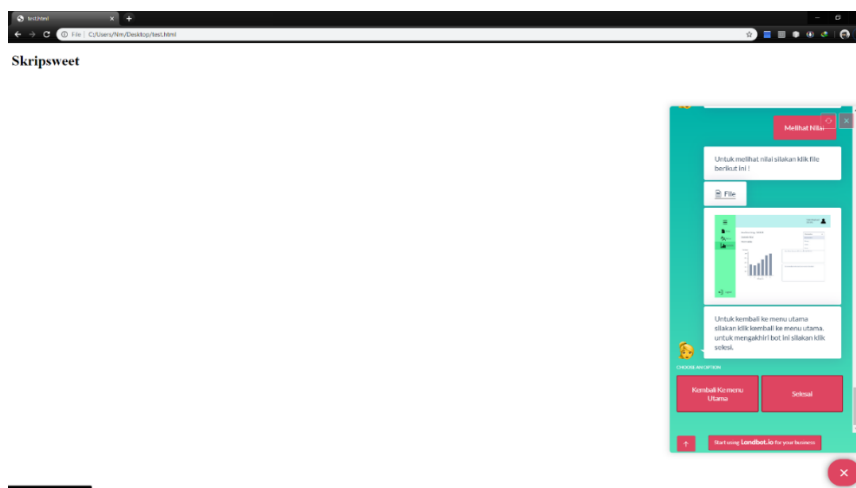 test.html
File | C:/Users/Nm/Desktop/test.html
Skripsweet
Melihat Nilai
Untuk melihat nilai silakan klik file
berikut ini !
File
Untuk kembali ke menu utama
silakan klik kembali ke menu utama.
untuk mengakhiri bot ini silakan klik
selesi.
CHOOSE AN OPTION
Kembali Ke menu
Utama
Selesai
Start using Landbot.io for your business